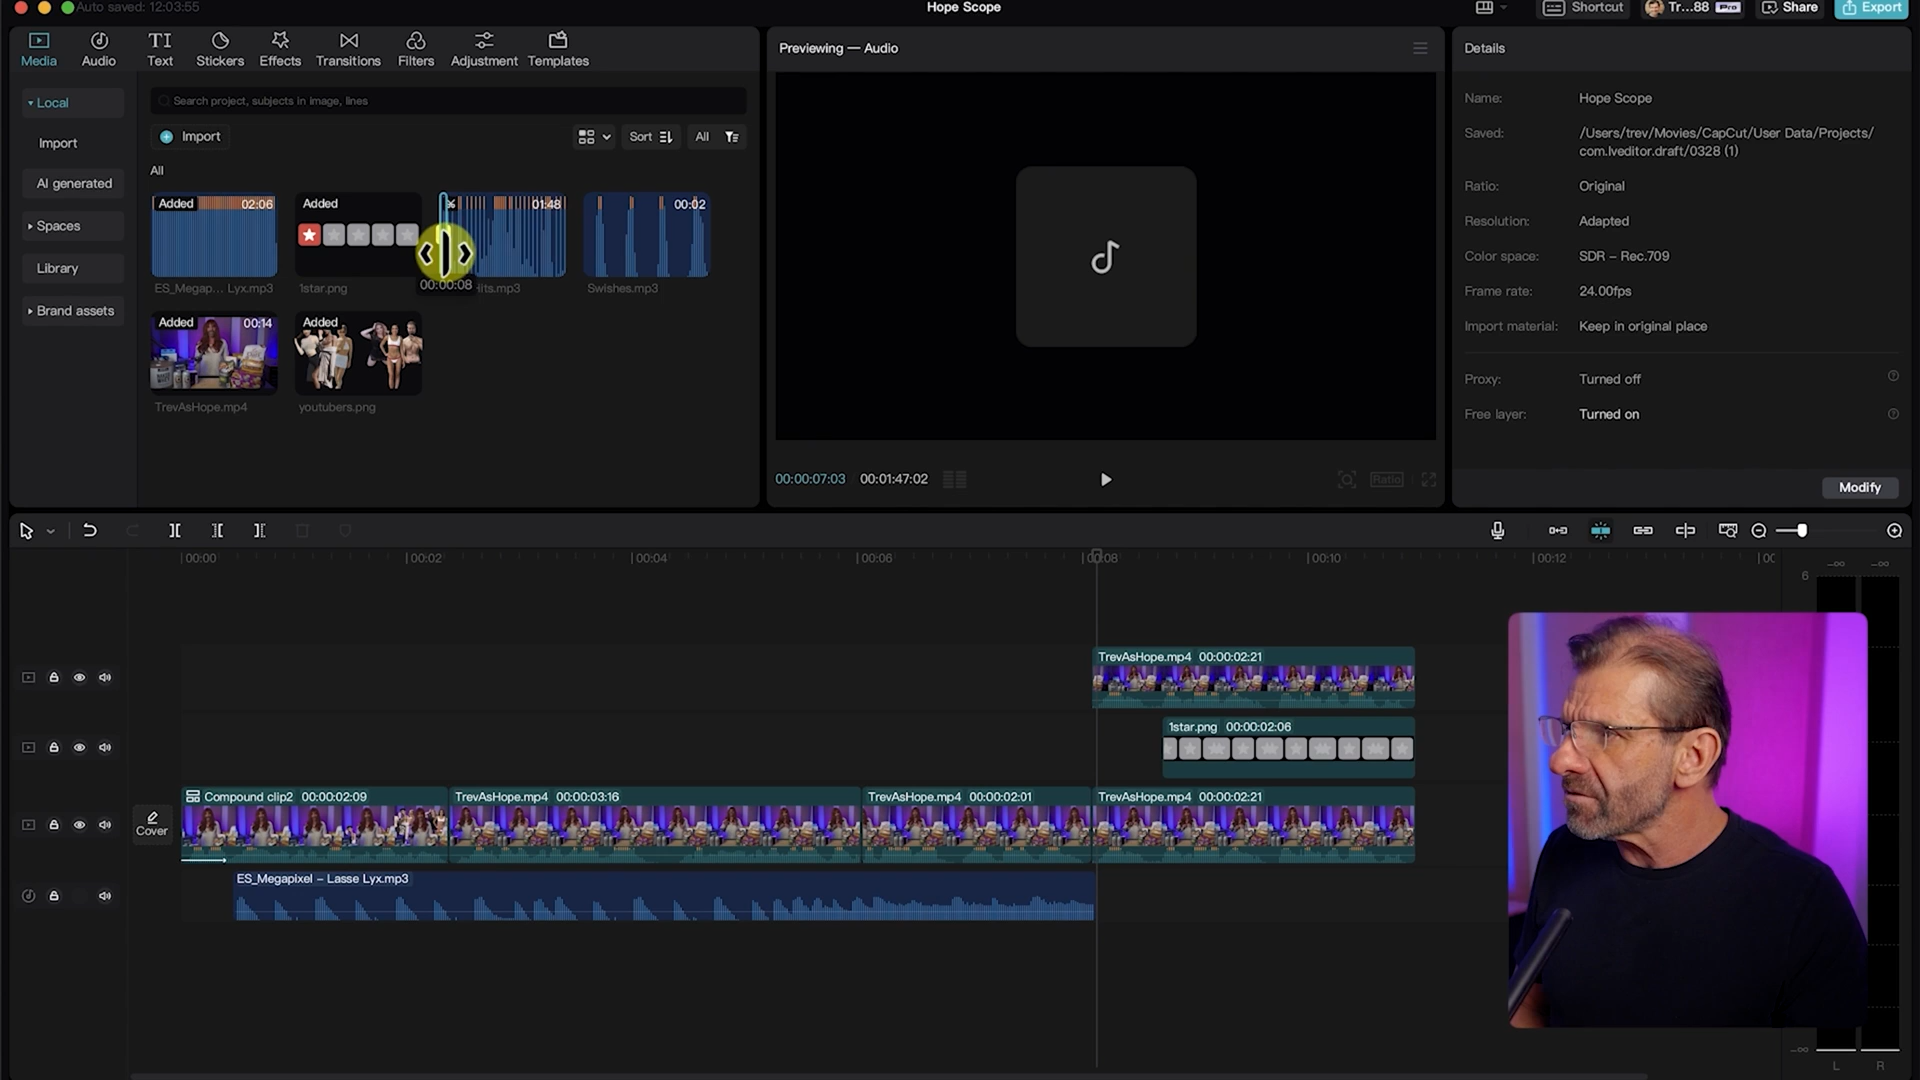 Auto saved: 12:03:55
Hope Scope
Shortcut
Tr...88
Pro
Share
Export
Media
Audio
Text
Stickers
Effects
Transitions
Filters
Adjustment
Templates
Local
Import
AI generated
Spaces
Library
Brand assets
Search project, subjects in image, lines
Import
Sort
All
All
Added
02:06
ES_Megap... Lyx.mp3
Added
1star.png
01:48
00:00:08
Hits.mp3
00:02
Swishes.mp3
Added
00:14
TrevAsHope.mp4
Added
youtubers.png
Previewing — Audio
00:00:07:03
00:01:47:02
Ratio
Details
Name:
Hope Scope
Saved:
/Users/trev/Movies/CapCut/User Data/Projects/
com.lveditor.draft/0328 (1)
Ratio:
Original
Resolution:
Adapted
Color space:
SDR – Rec.709
Frame rate:
24.00fps
Import material:
Keep in original place
Proxy:
Turned off
Free layer:
Turned on
Modify
00:00
00:02
00:04
00:06
00:08
00:10
00:12
6
-∞
-∞
TrevAsHope.mp4 00:00:02:21
1star.png 00:00:02:06
Cover
Compound clip2 00:00:02:09
TrevAsHope.mp4 00:00:03:16
TrevAsHope.mp4 00:00:02:01
TrevAsHope.mp4 00:00:02:21
ES_Megapixel – Lasse Lyx.mp3
-∞
L
R